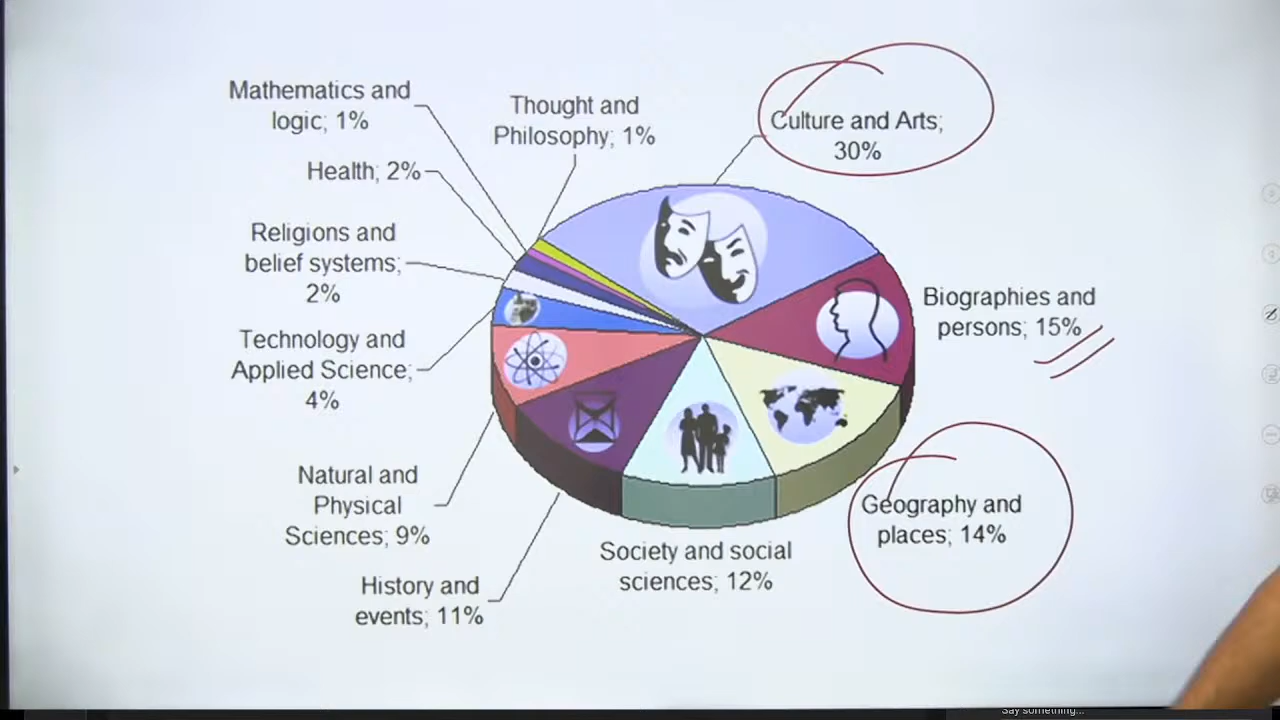 Mathematics and
logic; 1%
Thought and
Philosophy; 1%
Culture and Arts;
30%
Health; 2%
Religions and
belief systems;
2%
Biographies and
persons; 15%
Technology and
Applied Science;
4%
Natural and
Physical
Sciences; 9%
Geography and
places; 14%
Society and social
sciences; 12%
History and
events; 11%
Say something...